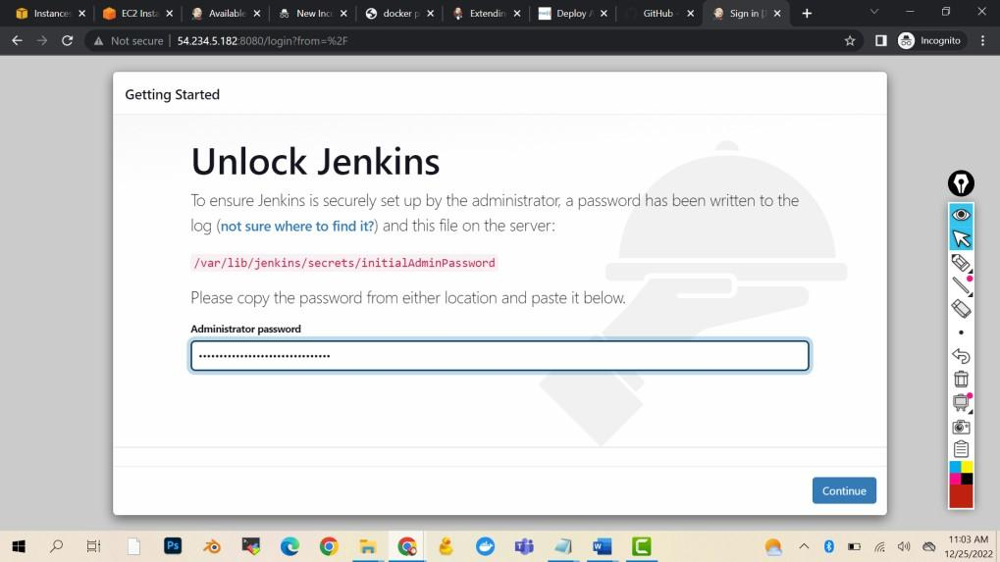 Instances
EC2 Insta
Available
New Inc
docker p
Extendin
Deploy
GitHub
Sign in [
Not secure
54.234.5.182:8080/login?from=%2F
Incognito
Getting Started
Unlock Jenkins
To ensure Jenkins is securely set up by the administrator, a password has been written to the
log (not sure where to find it?) and this file on the server:
/var/lib/jenkins/secrets/initialAdminPassword
Please copy the password from either location and paste it below.
Administrator password
Continue
Ps
11:03 AM
12/25/2022